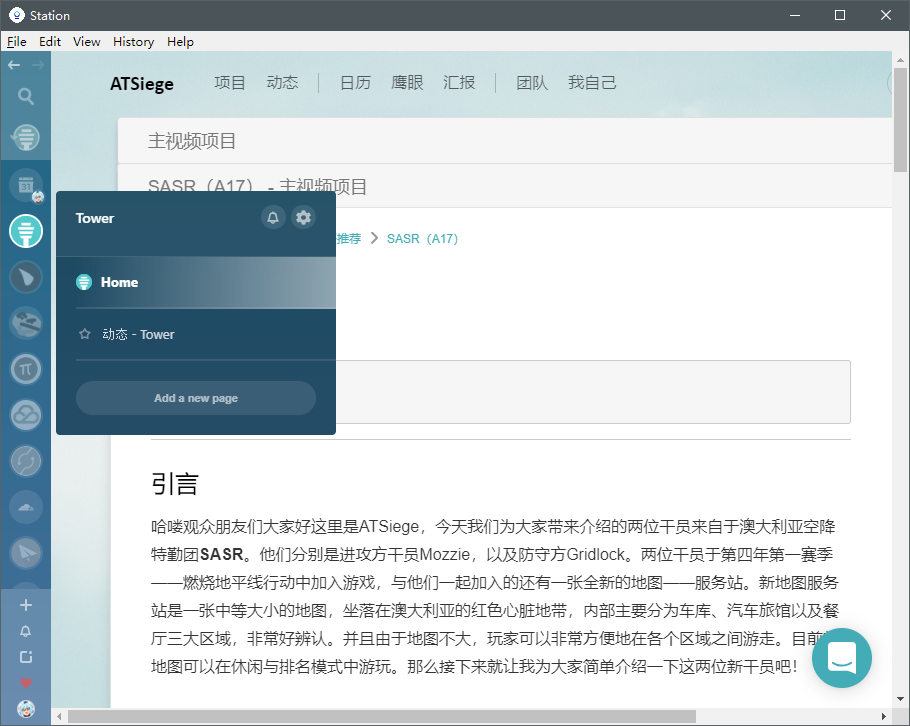 Station
File Edit View History Help
ATSiege 项目 动态 日历 鹰眼 汇报 团队 我自己
主视频项目
SASR（A17） - 主视频项目
31
Tower
推荐 SASR（A17）
Home
动态 - Tower
Add a new page
引言
哈喽观众朋友们大家好这里是ATSiege，今天我们为大家带来介绍的两位干员来自于澳大利亚空降
特勤团SASR。他们分别是进攻方干员Mozzie，以及防守方Gridlock。两位干员于第四年第一赛季
——燃烧地平线行动中加入游戏，与他们一起加入的还有一张全新的地图——服务站。新地图服务
站是一张中等大小的地图，坐落在澳大利亚的红色心脏地带，内部主要分为车库、汽车旅馆以及餐
厅三大区域，非常好辨认。并且由于地图不大，玩家可以非常方便地在各个区域之间游走。目前
地图可以在休闲与排名模式中游玩。那么接下来就让我为大家简单介绍一下这两位新干员吧！